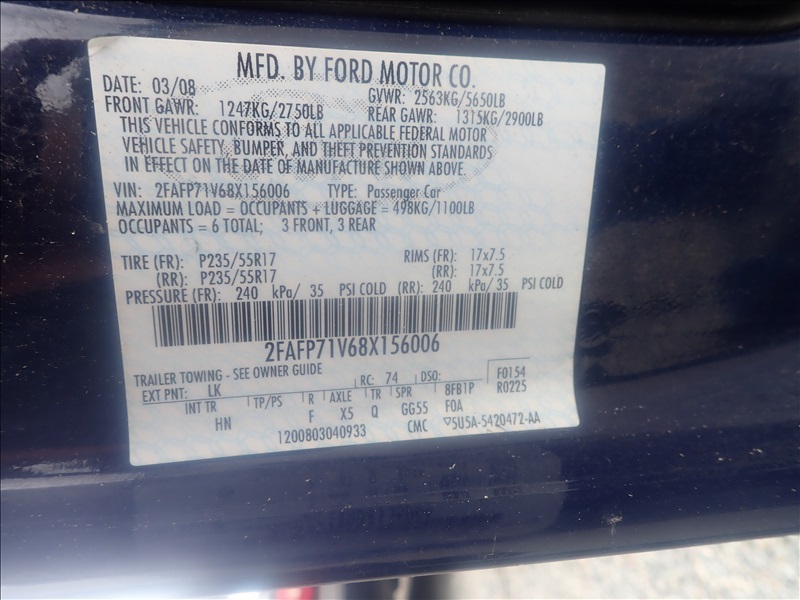 MFD. BY FORD MOTOR CO.
DATE: 03/08 GVWR: 2563KG/5650LB
FRONT GAWR: 1247KG/2750LB REAR GAWR: 1315KG/2900LB
THIS VEHICLE CONFORMS TO ALL APPLICABLE FEDERAL MOTOR
VEHICLE SAFETY, BUMPER, AND THEFT PREVENTION STANDARDS
IN EFFECT ON THE DATE OF MANUFACTURE SHOWN ABOVE.
VIN: 2FAFP71V68X156006 TYPE: Passenger Car
MAXIMUM LOAD = OCCUPANTS + LUGGAGE = 498KG/1100LB
OCCUPANTS = 6 TOTAL; 3 FRONT, 3 REAR
TIRE (FR): P235/55R17 RIMS (FR): 17x7.5
(RR): P235/55R17 (RR): 17x7.5
PRESSURE (FR): 240 kPa/ 35 PSI COLD (RR): 240 kPa/ 35 PSI COLD
2FAFP71V68X156006
TRAILER TOWING - SEE OWNER GUIDE
EXT PNT: LK RC: 74 DSO: F0154
INT TR TP/PS R AXLE TR SPR 8FB1P R0225
HN F X5 Q GG55 F0A
1200803040933 CMC ▽5U5A-5420472-AA